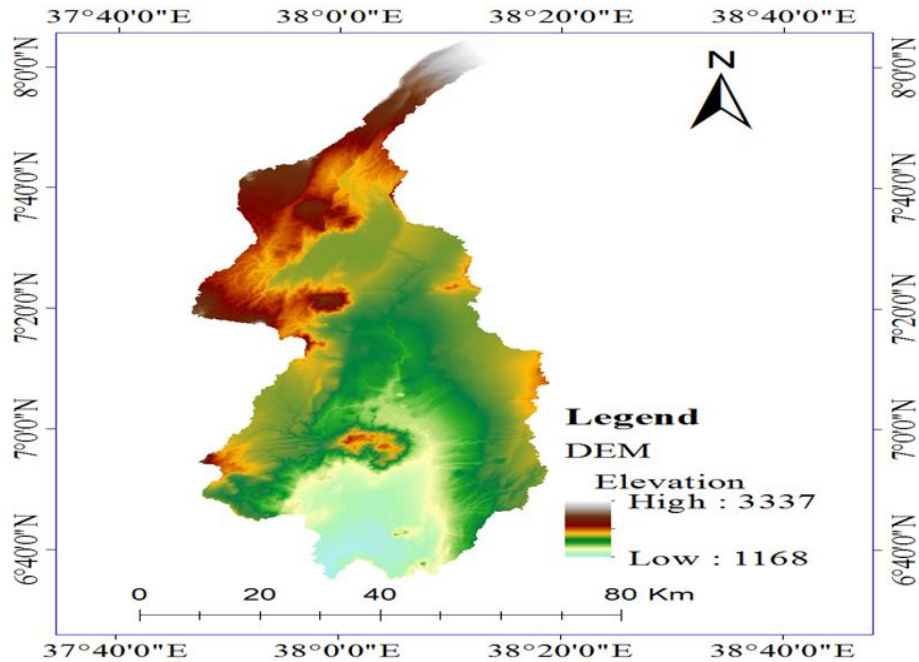 37°40'0"E 38°0'0"E 38°20'0"E 38°40'0"E
8°0'0"N 8°0'0"N
N
7°40'0"N 7°40'0"N
7°20'0"N 7°20'0"N
7°0'0"N 7°0'0"N
Legend
DEM
Elevation
High : 3337
Low : 1168
6°40'0"N 6°40'0"N
0 20 40 80 Km
37°40'0"E 38°0'0"E 38°20'0"E 38°40'0"E